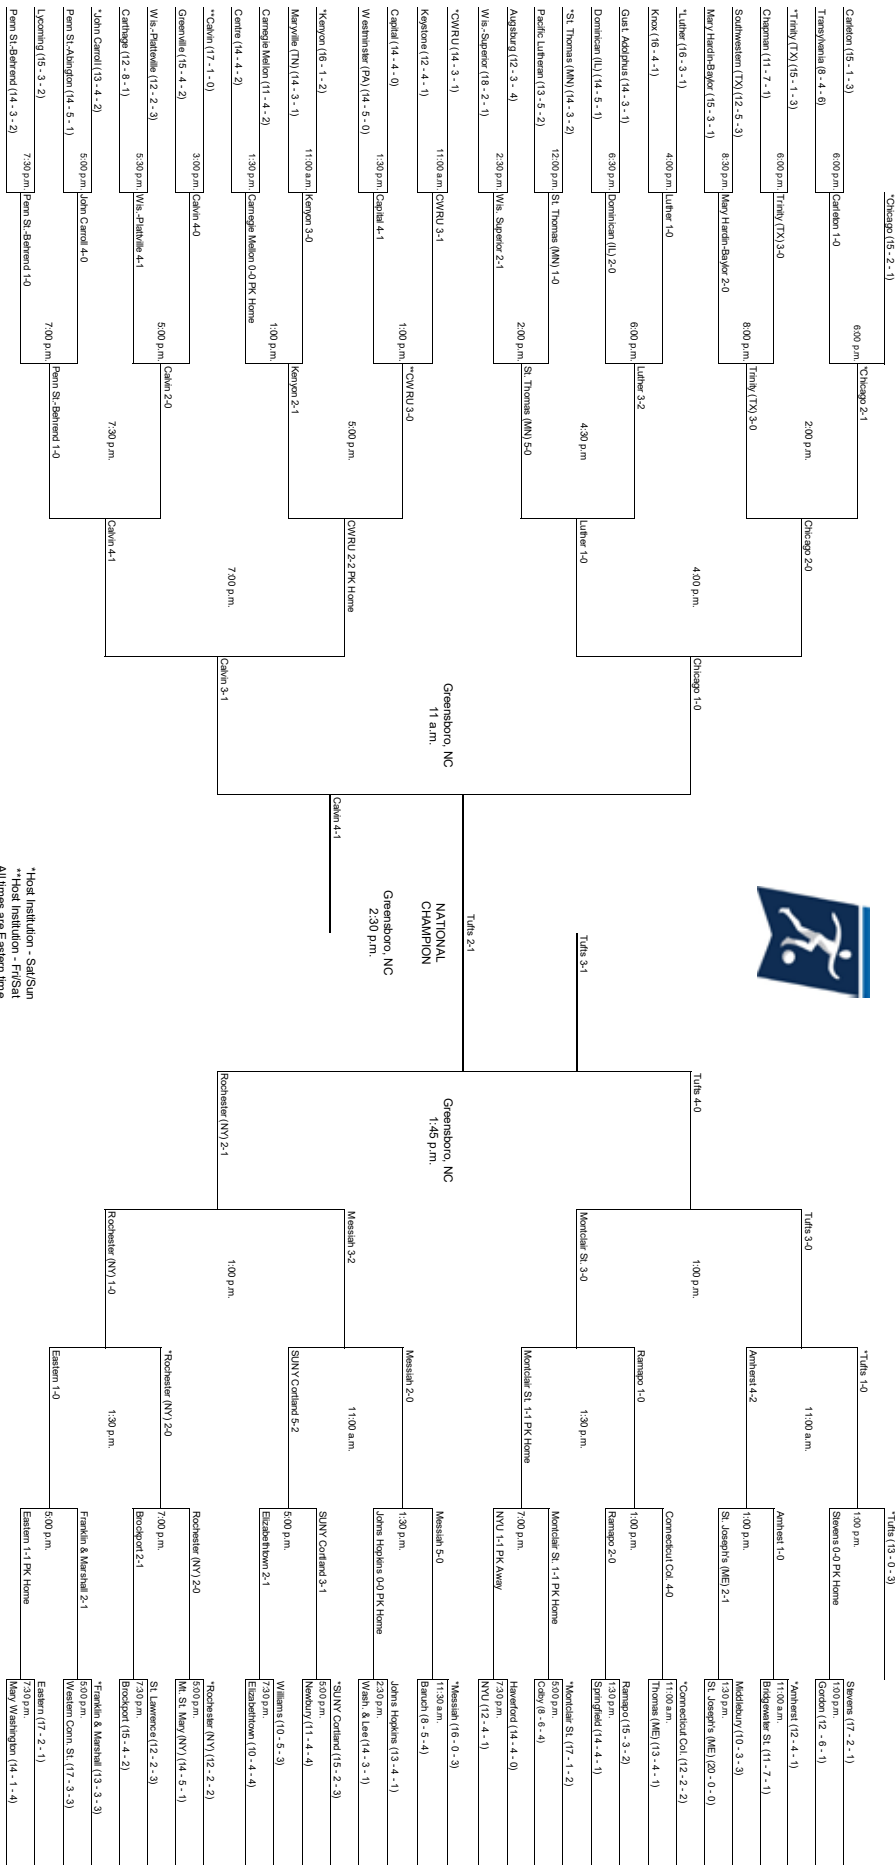 *Chicago (15 - 2 - 1)
Carleton (15 - 1 - 3)
6:00 p.m.
Carleton 1-0
Transylvania (8 - 4 - 6)
6:00 p.m.
*Chicago 2-1
*Trinity (TX) (15 - 1 - 3)
6:00 p.m.
Trinity (TX) 3-0
Chapman (11 - 7 - 1)
2:00 p.m.
Chicago 2-0
Southwestern (TX) (12 - 5 - 3)
8:30 p.m.
Mary Hardin-Baylor 2-0
Mary Hardin-Baylor (15 - 3 - 1)
8:00 p.m.
Trinity (TX) 3-0
*Luther (16 - 3 - 1)
4:00 p.m.
Luther 1-0
Knox (16 - 4 - 1)
4:00 p.m.
Chicago 1-0
Gust. Adolphus (14 - 3 - 1)
6:30 p.m.
Dominican (IL) 2-0
Dominican (IL) (14 - 5 - 1)
6:00 p.m.
Luther 3-2
*St. Thomas (MN) (14 - 3 - 2)
12:00 p.m.
St. Thomas (MN) 1-0
Pacific Lutheran (13 - 5 - 2)
4:30 p.m
Luther 1-0
Augsburg (12 - 3 - 4)
2:30 p.m.
Wis. Superior 2-1
Wis.-Superior (18 - 2 - 1)
2:00 p.m.
St. Thomas (MN) 5-0
*CWRU (14 - 3 - 1)
11:00 a.m.
CWRU 3-1
Keystone (12 - 4 - 1)
Greensboro, NC
11 a.m.
Capital (14 - 4 - 0)
1:30 p.m.
Capital 4-1
Westminster (PA) (14 - 5 - 0)
1:00 p.m.
**CWRU 3-0
*Kenyon (16 - 1 - 2)
11:00 a.m.
Kenyon 3-0
Maryville (TN) (14 - 3 - 1)
5:00 p.m.
CWRU 2-2 PK Home
Carnegie Mellon (11 - 4 - 2)
1:30 p.m.
Carnegie Mellon 0-0 PK Home
Centre (14 - 4 - 2)
1:00 p.m.
Kenyon 2-1
**Calvin (17 - 1 - 0)
7:00 p.m.
Calvin 3-1
Greenville (15 - 4 - 2)
3:00 p.m.
Calvin 4-0
Wis.-Platteville (12 - 2 - 3)
5:30 p.m.
Wis.-Plattville 4-1
Carthage (12 - 8 - 1)
5:00 p.m.
Calvin 2-0
*John Carroll (13 - 4 - 2)
5:00 p.m.
John Carroll 4-0
Penn St.-Abington (14 - 5 - 1)
7:30 p.m.
Calvin 4-1
Lycoming (15 - 3 - 2)
7:30 p.m.
Penn St.-Behrend 1-0
Penn St.-Behrend (14 - 3 - 2)
7:00 p.m.
Penn St.-Behrend 1-0
Calvin 4-1
Tufts 3-1
Tufts 2-1
NATIONAL
CHAMPION
Greensboro, NC
2:30 p.m.
*Host Institution - Sat/Sun
**Host Institution - Fri/Sat
All times are Eastern time
Tufts 4-0
Greensboro, NC
1:45 p.m.
Rochester (NY) 2-1
Tufts 3-0
1:00 p.m.
Montclair St. 3-0
Messiah 3-2
1:00 p.m.
Rochester (NY) 1-0
*Tufts 1-0
11:00 a.m.
Amherst 4-2
Ramapo 1-0
1:30 p.m.
Montclair St. 1-1 PK Home
Messiah 2-0
11:00 a.m.
SUNY Cortland 5-2
*Rochester (NY) 2-0
1:30 p.m.
Eastern 1-0
*Tufts (13 - 0 - 3)
1:00 p.m.
Stevens 0-0 PK Home
Amherst 1-0
1:00 p.m.
St. Joseph's (ME) 2-1
Connecticut Col. 4-0
1:00 p.m.
Ramapo 2-0
Montclair St. 1-1 PK Home
7:00 p.m.
NYU 1-1 PK Away
Messiah 5-0
1:30 p.m.
Johns Hopkins 0-0 PK Home
SUNY Cortland 3-1
5:00 p.m.
Elizabethtown 2-1
Rochester (NY) 2-0
7:00 p.m.
Brockport 2-1
Franklin & Marshall 2-1
5:00 p.m.
Eastern 1-1 PK Home
Stevens (17 - 2 - 1)
1:00 p.m.
Gordon (12 - 6 - 1)
*Amherst (12 - 4 - 1)
11:00 a.m.
Bridgewater St. (11 - 7 - 1)
Middlebury (10 - 3 - 3)
1:30 p.m.
St. Joseph's (ME) (20 - 0 - 0)
*Connecticut Col. (12 - 2 - 2)
11:00 a.m.
Thomas (ME) (13 - 4 - 1)
Ramapo (15 - 3 - 2)
1:30 p.m.
Springfield (14 - 4 - 1)
*Montclair St. (17 - 1 - 2)
5:00 p.m.
Colby (8 - 6 - 4)
Haverford (14 - 4 - 0)
7:30 p.m.
NYU (12 - 4 - 1)
*Messiah (16 - 0 - 3)
11:30 a.m.
Baruch (8 - 5 - 4)
Johns Hopkins (13 - 4 - 1)
2:30 p.m.
Wash. & Lee (14 - 3 - 1)
*SUNY Cortland (15 - 2 - 3)
5:00 p.m.
Newbury (11 - 4 - 4)
Williams (10 - 5 - 3)
7:30 p.m.
Elizabethtown (10 - 4 - 4)
*Rochester (NY) (12 - 2 - 2)
5:00 p.m.
Mt. St. Mary (NY) (14 - 5 - 1)
St. Lawrence (12 - 2 - 3)
7:30 p.m.
Brockport (15 - 4 - 2)
*Franklin & Marshall (13 - 3 - 3)
5:00 p.m.
Western Conn. St. (17 - 3 - 3)
Eastern (17 - 2 - 1)
7:30 p.m.
Mary Washington (14 - 1 - 4)